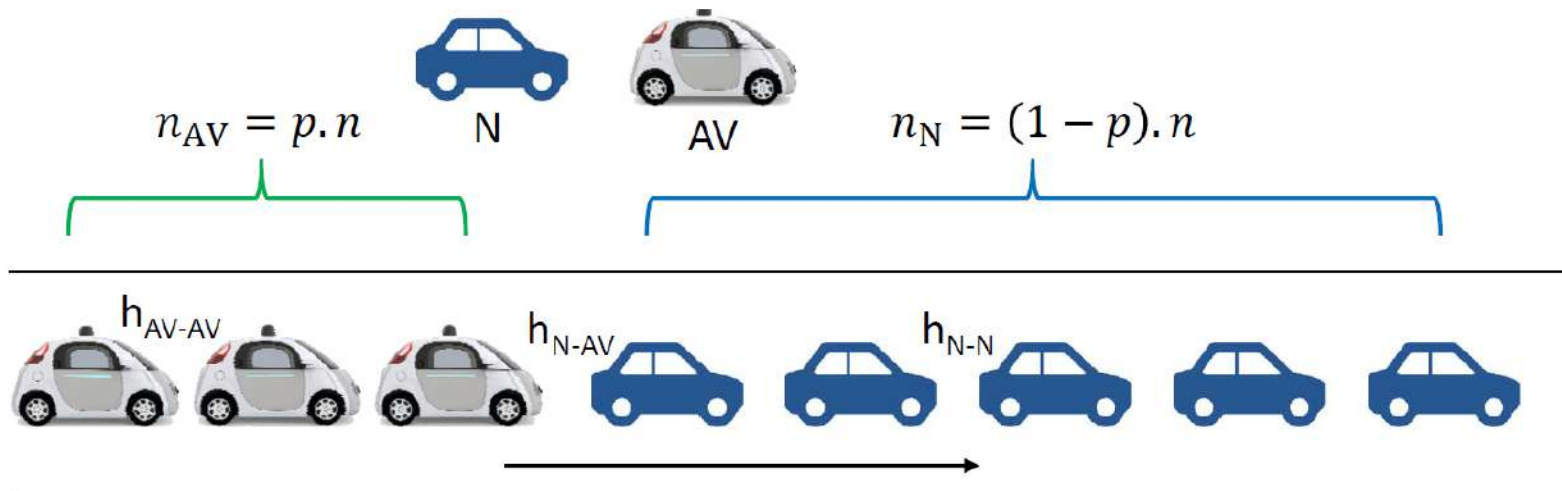 n_AV = p.n
N
AV
n_N = (1 − p).n
h_AV-AV
h_N-AV
h_N-N